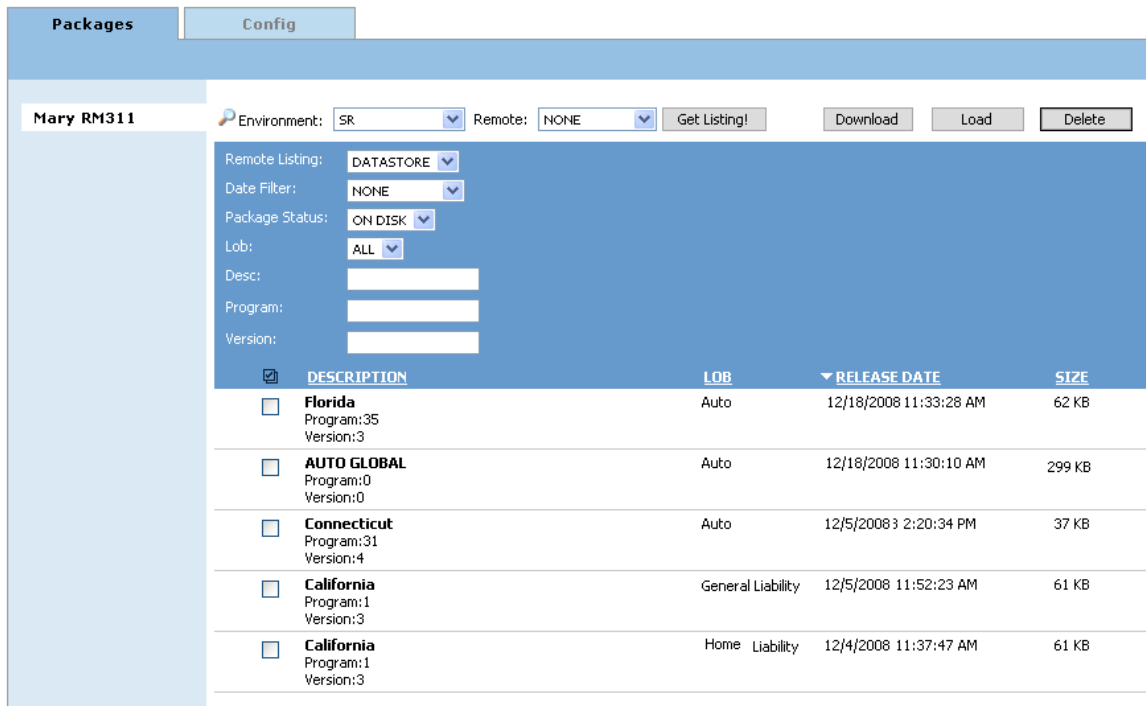 Packages Config
Mary RM311
Environment: SR Remote: NONE Get Listing! Download Load Delete
Remote Listing: DATASTORE
Date Filter: NONE
Package Status: ON DISK
Lob: ALL
Desc:
Program:
Version:
DESCRIPTION LOB RELEASE DATE SIZE
Florida Auto 12/18/2008 11:33:28 AM 62 KB
Program:35
Version:3
AUTO GLOBAL Auto 12/18/2008 11:30:10 AM 299 KB
Program:0
Version:0
Connecticut Auto 12/5/2008 2:20:34 PM 37 KB
Program:31
Version:4
California General Liability 12/5/2008 11:52:23 AM 61 KB
Program:1
Version:3
California Home Liability 12/4/2008 11:37:47 AM 61 KB
Program:1
Version:3